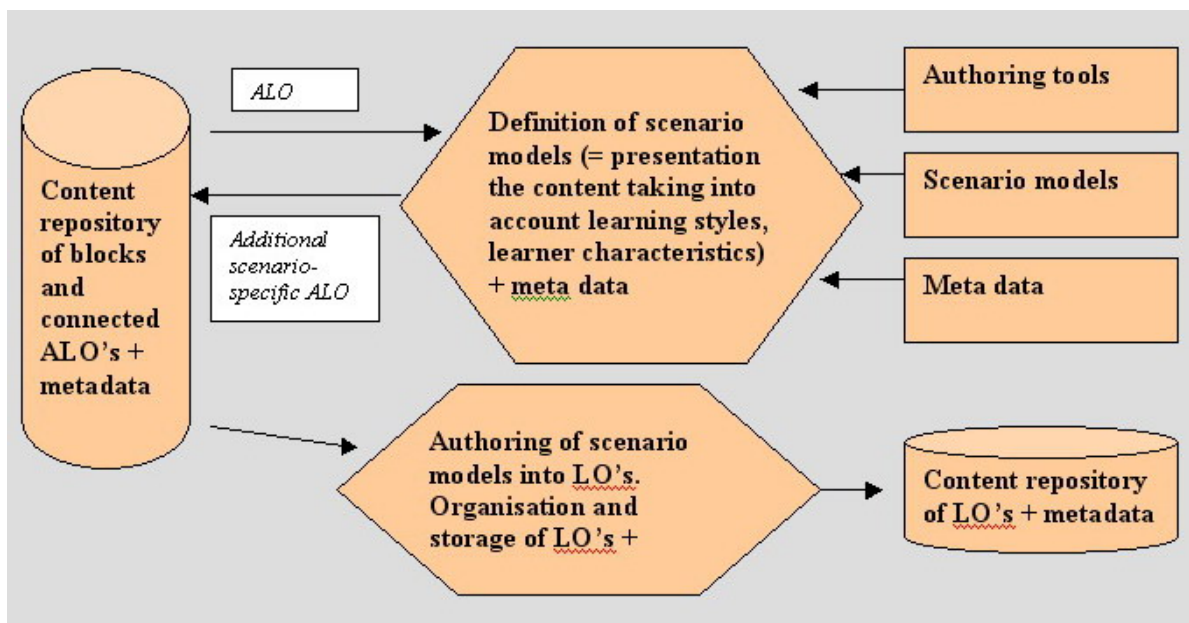 ALO
Content
repository
of blocks
and
connected
ALO’s +
metadata
Additional
scenario-
specific ALO
Definition of scenario
models (= presentation
the content taking into
account learning styles,
learner characteristics)
+ meta data
Authoring tools
Scenario models
Meta data
Authoring of scenario
models into LO’s.
Organisation and
storage of LO’s +
Content repository
of LO’s + metadata